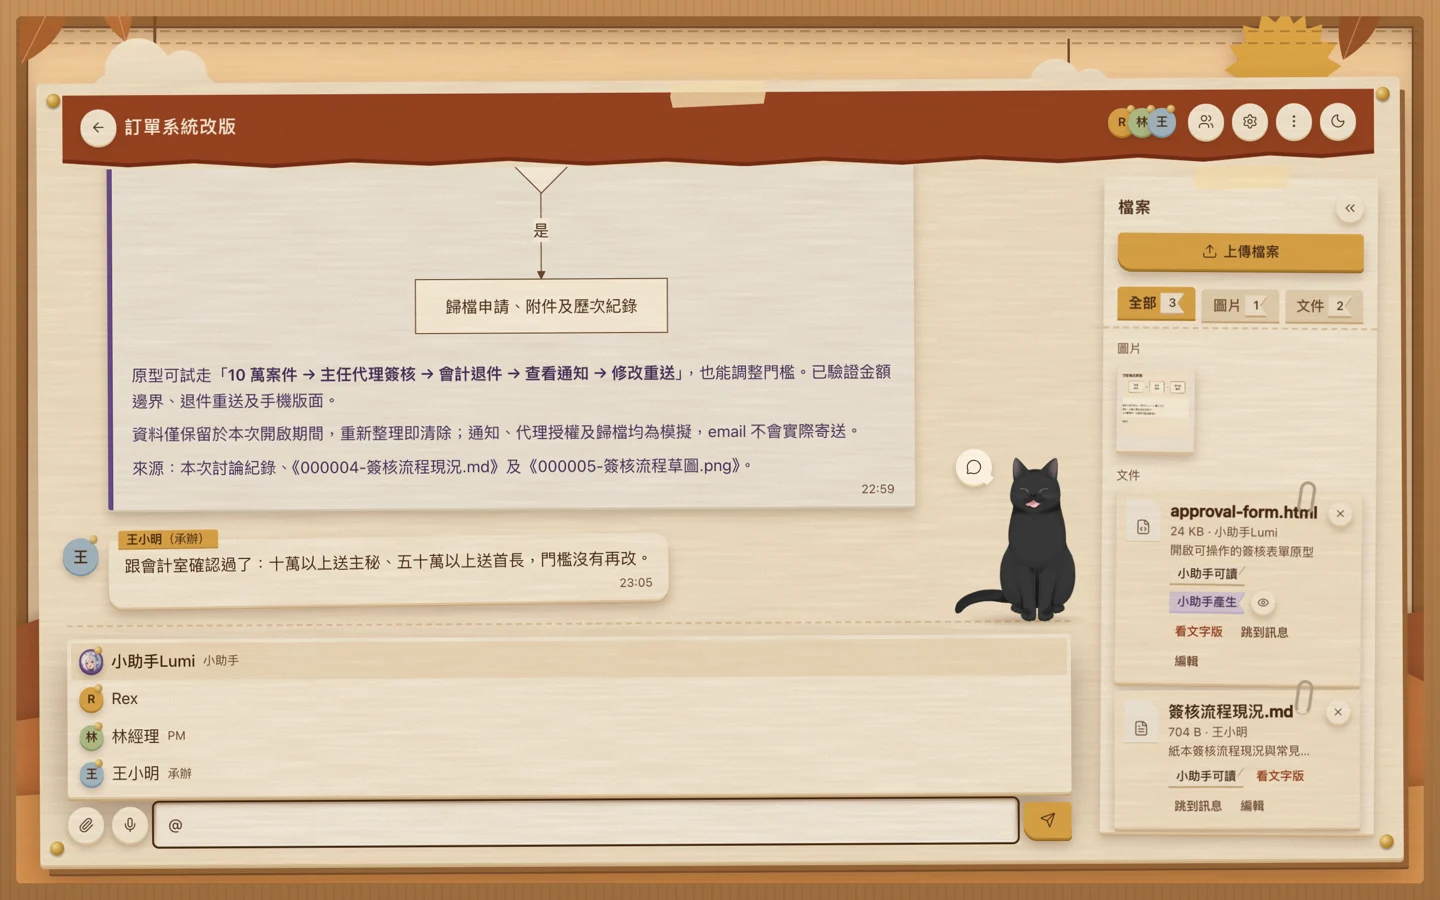 訂單系統改版
R 林 王
是
歸檔申請、附件及歷次紀錄
原型可試走「10 萬案件 → 主任代理簽核 → 會計退件 → 查看通知 → 修改重送」，也能調整門檻。已驗證金額
邊界、退件重送及手機版面。
資料僅保留於本次開啟期間，重新整理即清除；通知、代理授權及歸檔均為模擬，email 不會實際寄送。
來源：本次討論紀錄、《000004-簽核流程現況.md》及《000005-簽核流程草圖.png》。
22:59
王
王小明（承辦）
跟會計室確認過了：十萬以上送主秘、五十萬以上送首長，門檻沒有再改。
23:05
小助手Lumi 小助手
R Rex
林 林經理 PM
王 王小明 承辦
@
檔案
上傳檔案
全部 3 圖片 1 文件 2
圖片
文件
approval-form.html
24 KB · 小助手Lumi
開啟可操作的簽核表單原型
小助手可讀
小助手產生
看文字版 跳到訊息
編輯
簽核流程現況.md
704 B · 王小明
紙本簽核流程現況與常見...
小助手可讀 看文字版
跳到訊息 編輯